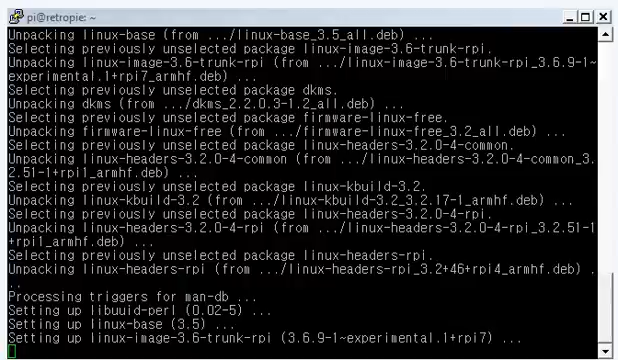 pi@retropie: ~
Unpacking linux-base (from .../linux-base_3.5_all.deb) ...
Selecting previously unselected package linux-image-3.6-trunk-rpi.
Unpacking linux-image-3.6-trunk-rpi (from .../linux-image-3.6-trunk-rpi_3.6.9-1~
experimental.1+rpi7_armhf.deb) ...
Selecting previously unselected package dkms.
Unpacking dkms (from .../dkms_2.2.0.3-1.2_all.deb) ...
Selecting previously unselected package firmware-linux-free.
Unpacking firmware-linux-free (from .../firmware-linux-free_3.2_all.deb) ...
Selecting previously unselected package linux-headers-3.2.0-4-common.
Unpacking linux-headers-3.2.0-4-common (from .../linux-headers-3.2.0-4-common_3.
2.51-1+rpi1_armhf.deb) ...
Selecting previously unselected package linux-kbuild-3.2.
Unpacking linux-kbuild-3.2 (from .../linux-kbuild-3.2_3.2.17-1_armhf.deb) ...
Selecting previously unselected package linux-headers-3.2.0-4-rpi.
Unpacking linux-headers-3.2.0-4-rpi (from .../linux-headers-3.2.0-4-rpi_3.2.51-1
+rpi1_armhf.deb) ...
Selecting previously unselected package linux-headers-rpi.
Unpacking linux-headers-rpi (from .../linux-headers-rpi_3.2+46+rpi4_armhf.deb) .
..
Processing triggers for man-db ...
Setting up libuuid-perl (0.02-5) ...
Setting up linux-base (3.5) ...
Setting up linux-image-3.6-trunk-rpi (3.6.9-1~experimental.1+rpi7) ...